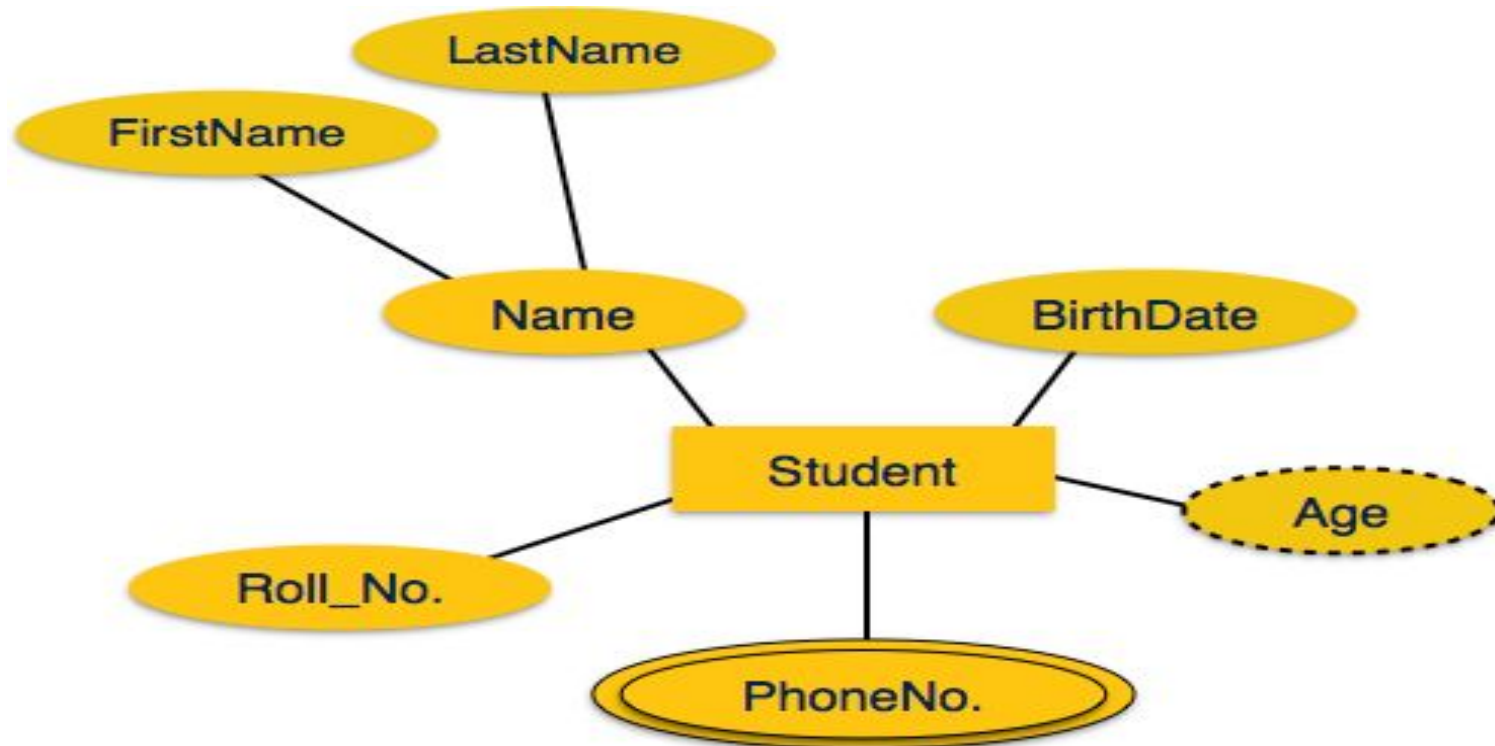 LastName
FirstName
Name
BirthDate
Student
Age
Roll_No.
PhoneNo.